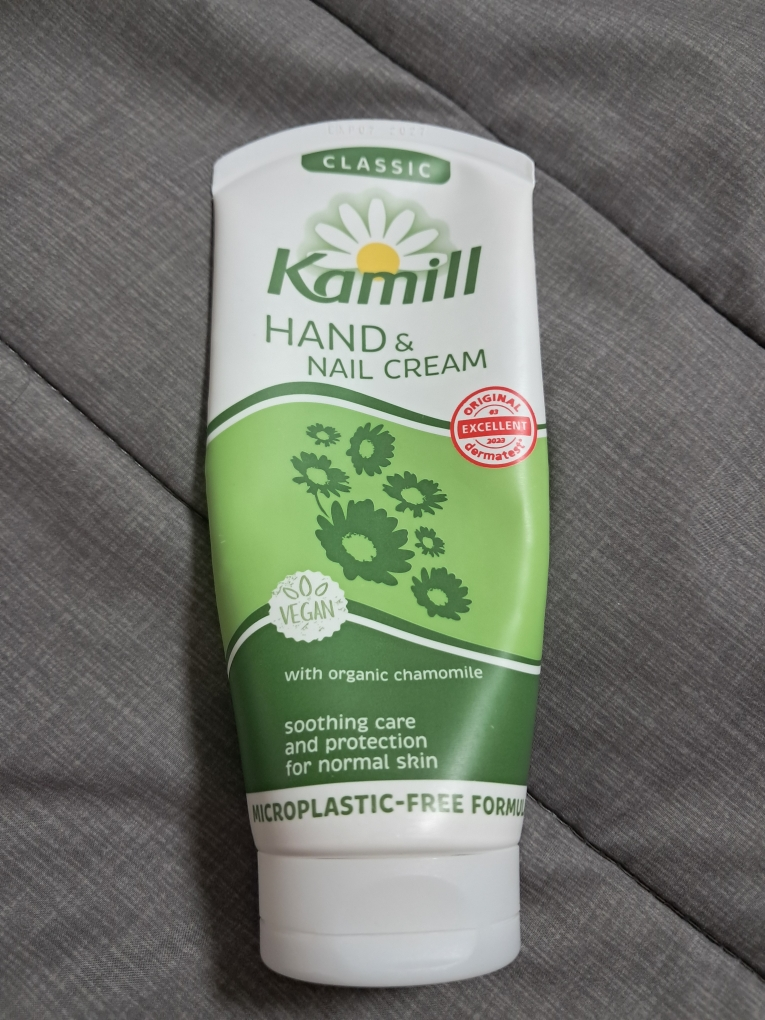 CLASSIC
Kamill
HAND &
NAIL CREAM
ORIGINAL
EXCELLENT
dermatest®
VEGAN
with organic chamomile
soothing care
and protection
for normal skin
MICROPLASTIC-FREE FORMUL